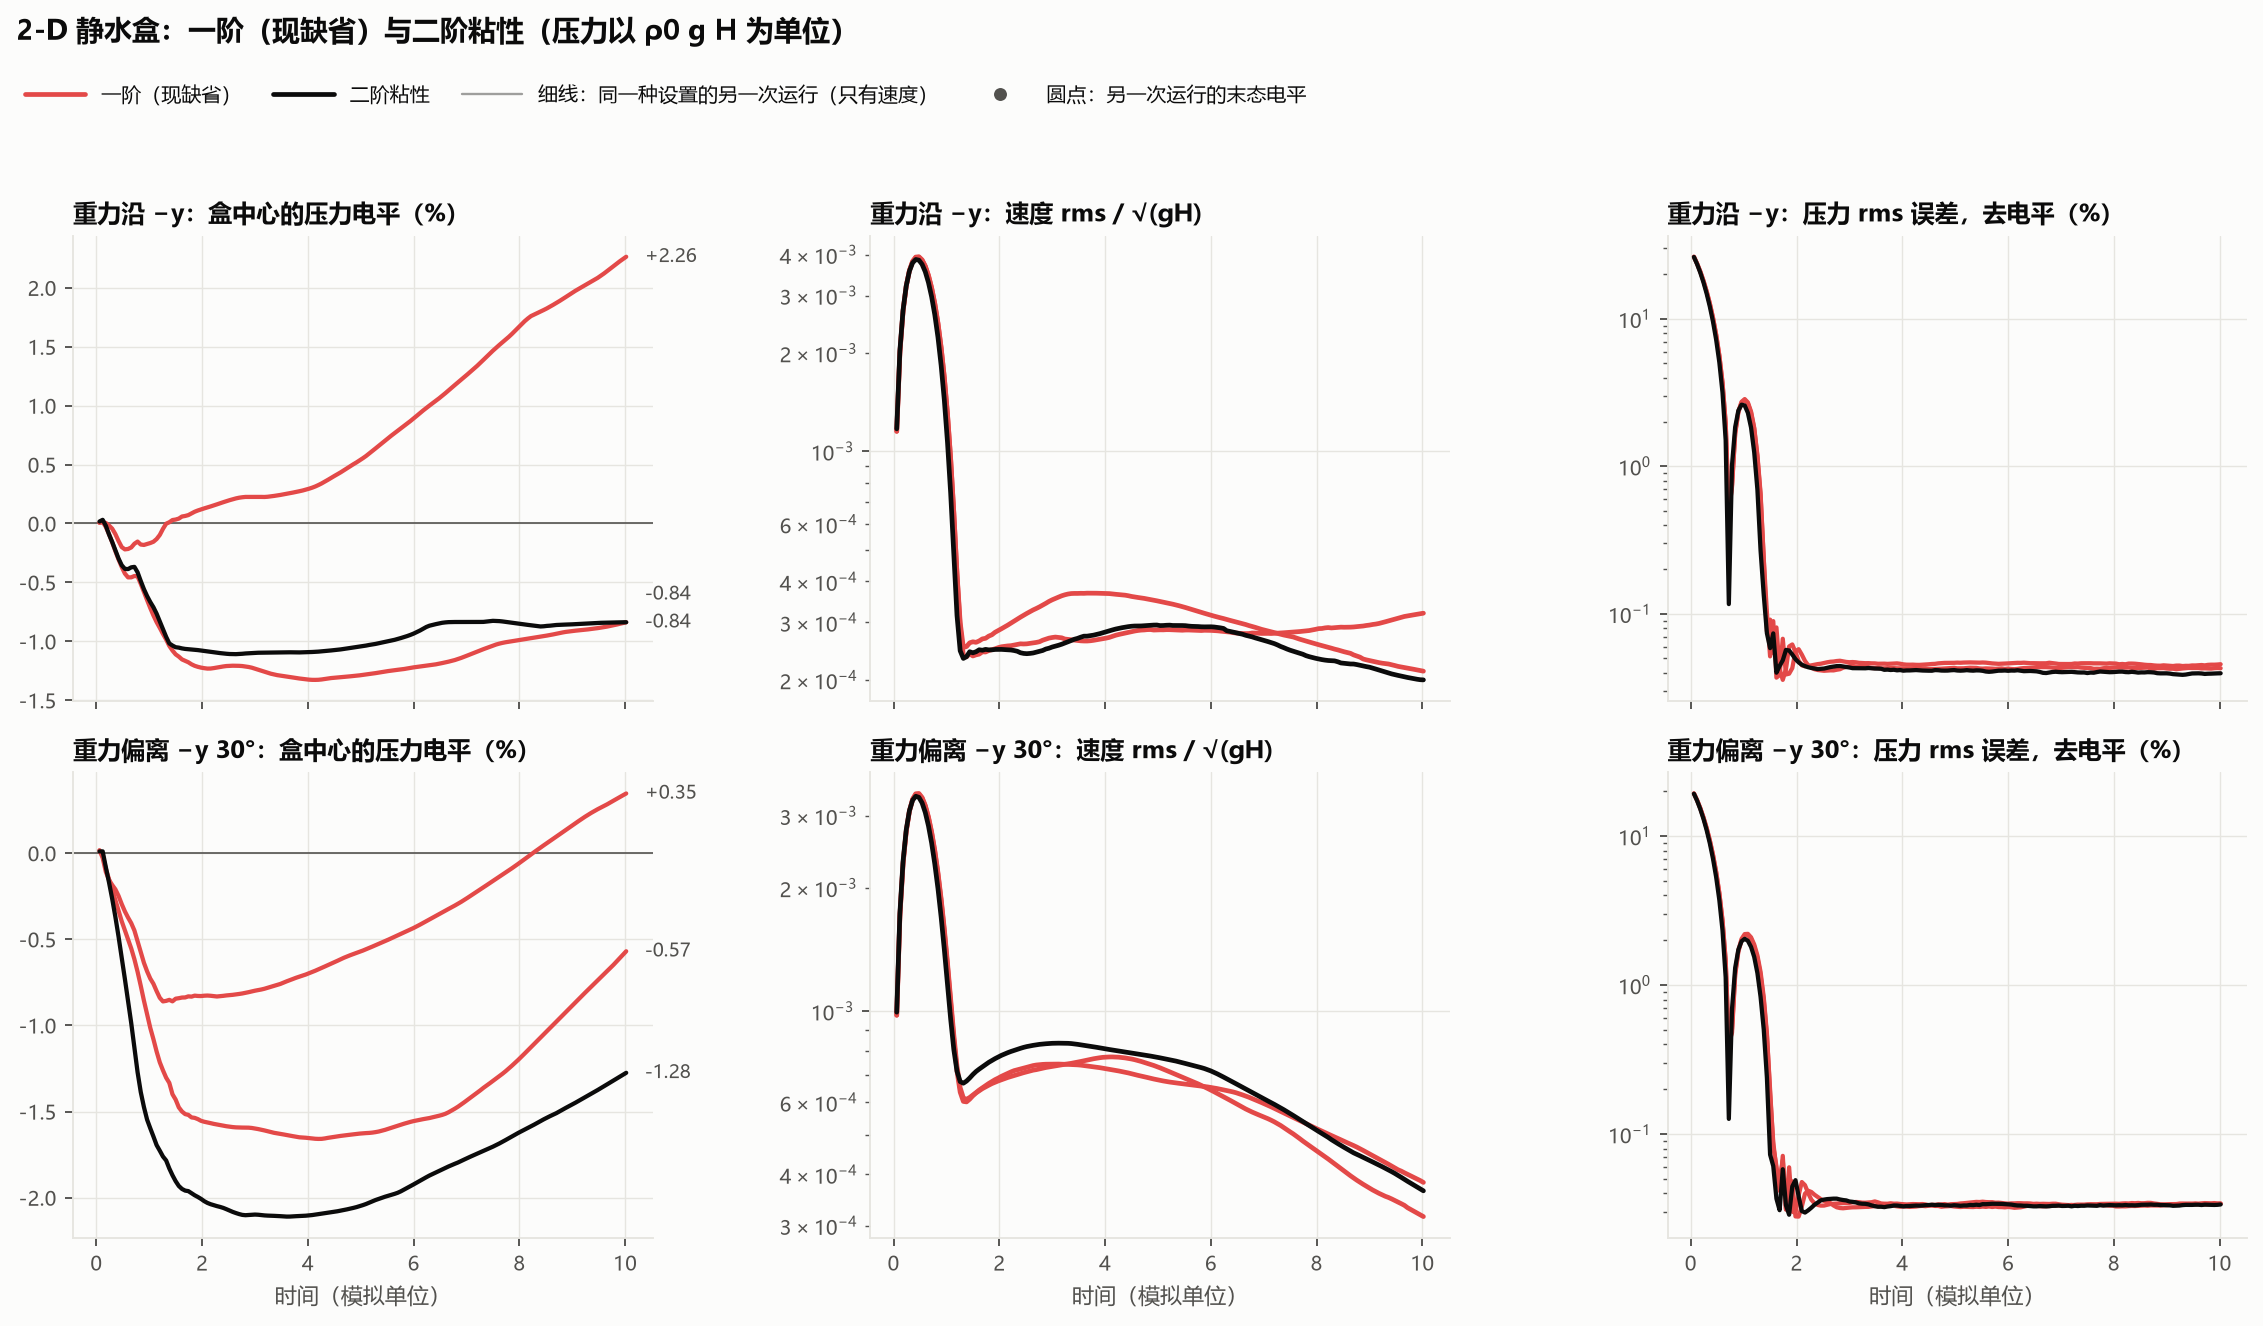 2-D 静水盒：一阶（现缺省）与二阶粘性（压力以 ρ0 g H 为单位）
一阶（现缺省） 二阶粘性 细线：同一种设置的另一次运行（只有速度） 圆点：另一次运行的末态电平
重力沿 −y：盒中心的压力电平（%）
2.0
1.5
1.0
0.5
0.0
-0.5
-1.0
-1.5
+2.26
-0.84
-0.84
重力沿 −y：速度 rms / √(gH)
4 × 10⁻³
3 × 10⁻³
2 × 10⁻³
10⁻³
6 × 10⁻⁴
4 × 10⁻⁴
3 × 10⁻⁴
2 × 10⁻⁴
重力沿 −y：压力 rms 误差，去电平（%）
10¹
10⁰
10⁻¹
重力偏离 −y 30°：盒中心的压力电平（%）
0.0
-0.5
-1.0
-1.5
-2.0
+0.35
-0.57
-1.28
0 2 4 6 8 10
时间（模拟单位）
重力偏离 −y 30°：速度 rms / √(gH)
3 × 10⁻³
2 × 10⁻³
10⁻³
6 × 10⁻⁴
4 × 10⁻⁴
3 × 10⁻⁴
0 2 4 6 8 10
时间（模拟单位）
重力偏离 −y 30°：压力 rms 误差，去电平（%）
10¹
10⁰
10⁻¹
0 2 4 6 8 10
时间（模拟单位）